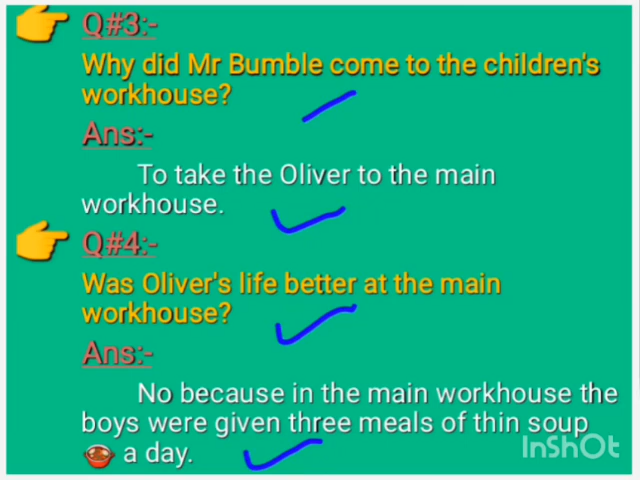 Q#3:-
Why did Mr Bumble come to the children's
workhouse?
Ans:-
To take the Oliver to the main
workhouse.
Q#4:-
Was Oliver's life better at the main
workhouse?
Ans:-
No because in the main workhouse the
boys were given three meals of thin soup
🍲 a day.
InShOt